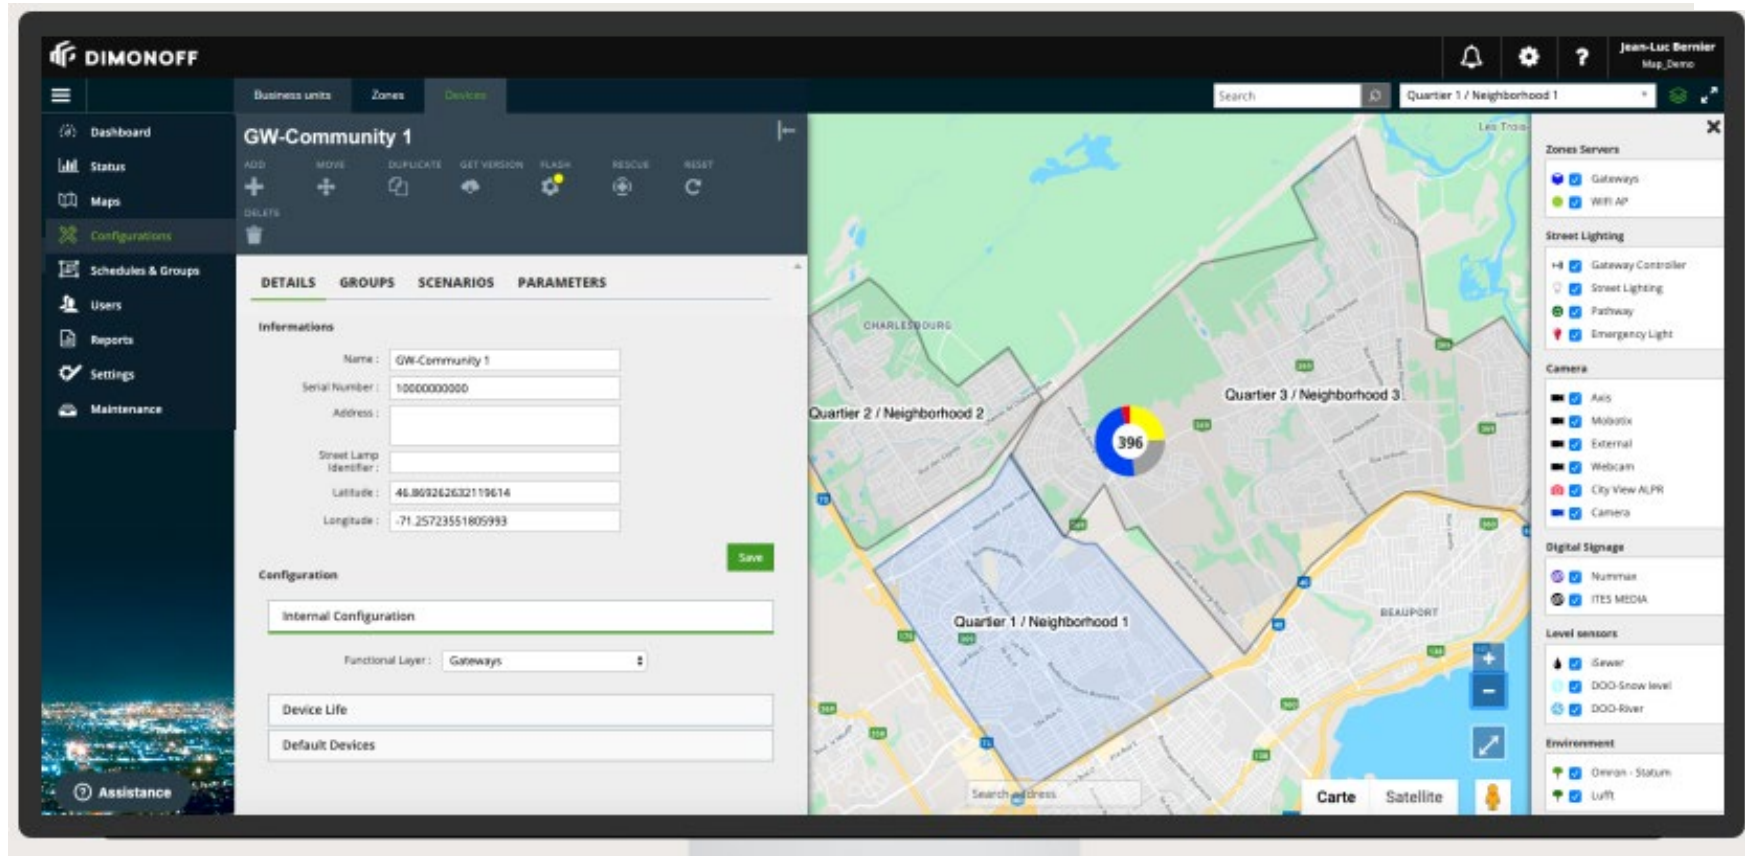 DIMONOFF
Jean-Luc Bernier
Map_Demo
Business units
Zones
Devices
Search
Quartier 1 / Neighborhood 1
Dashboard
Status
Maps
Configurations
Schedules & Groups
Users
Reports
Settings
Maintenance
Assistance
GW-Community 1
ADD
MOVE
DUPLICATE
GET VERSION
FLASH
RESCUE
RESET
DELETE
DETAILS
GROUPS
SCENARIOS
PARAMETERS
Informations
Name : GW-Community 1
Serial Number : 10000000000
Address :
Street Lamp
Identifier :
Latitude : 46.869262632119614
Longitude : -71.25723551805993
Save
Configuration
Internal Configuration
Functional Layer : Gateways
Device Life
Default Devices
CHARLESBOURG
Quartier 2 / Neighborhood 2
Quartier 3 / Neighborhood 3
396
Quartier 1 / Neighborhood 1
BEAUPORT
Search address
Carte
Satellite
Zones Servers
Gateways
WIFI AP
Street Lighting
Gateway Controller
Street Lighting
Pathway
Emergency Light
Camera
Axis
Mobotix
External
Webcam
City View ALPR
Camera
Digital Signage
Nummax
ITES MEDIA
Level sensors
iSewer
DOO-Snow level
DOO-River
Environment
Omron - Statum
Lufft